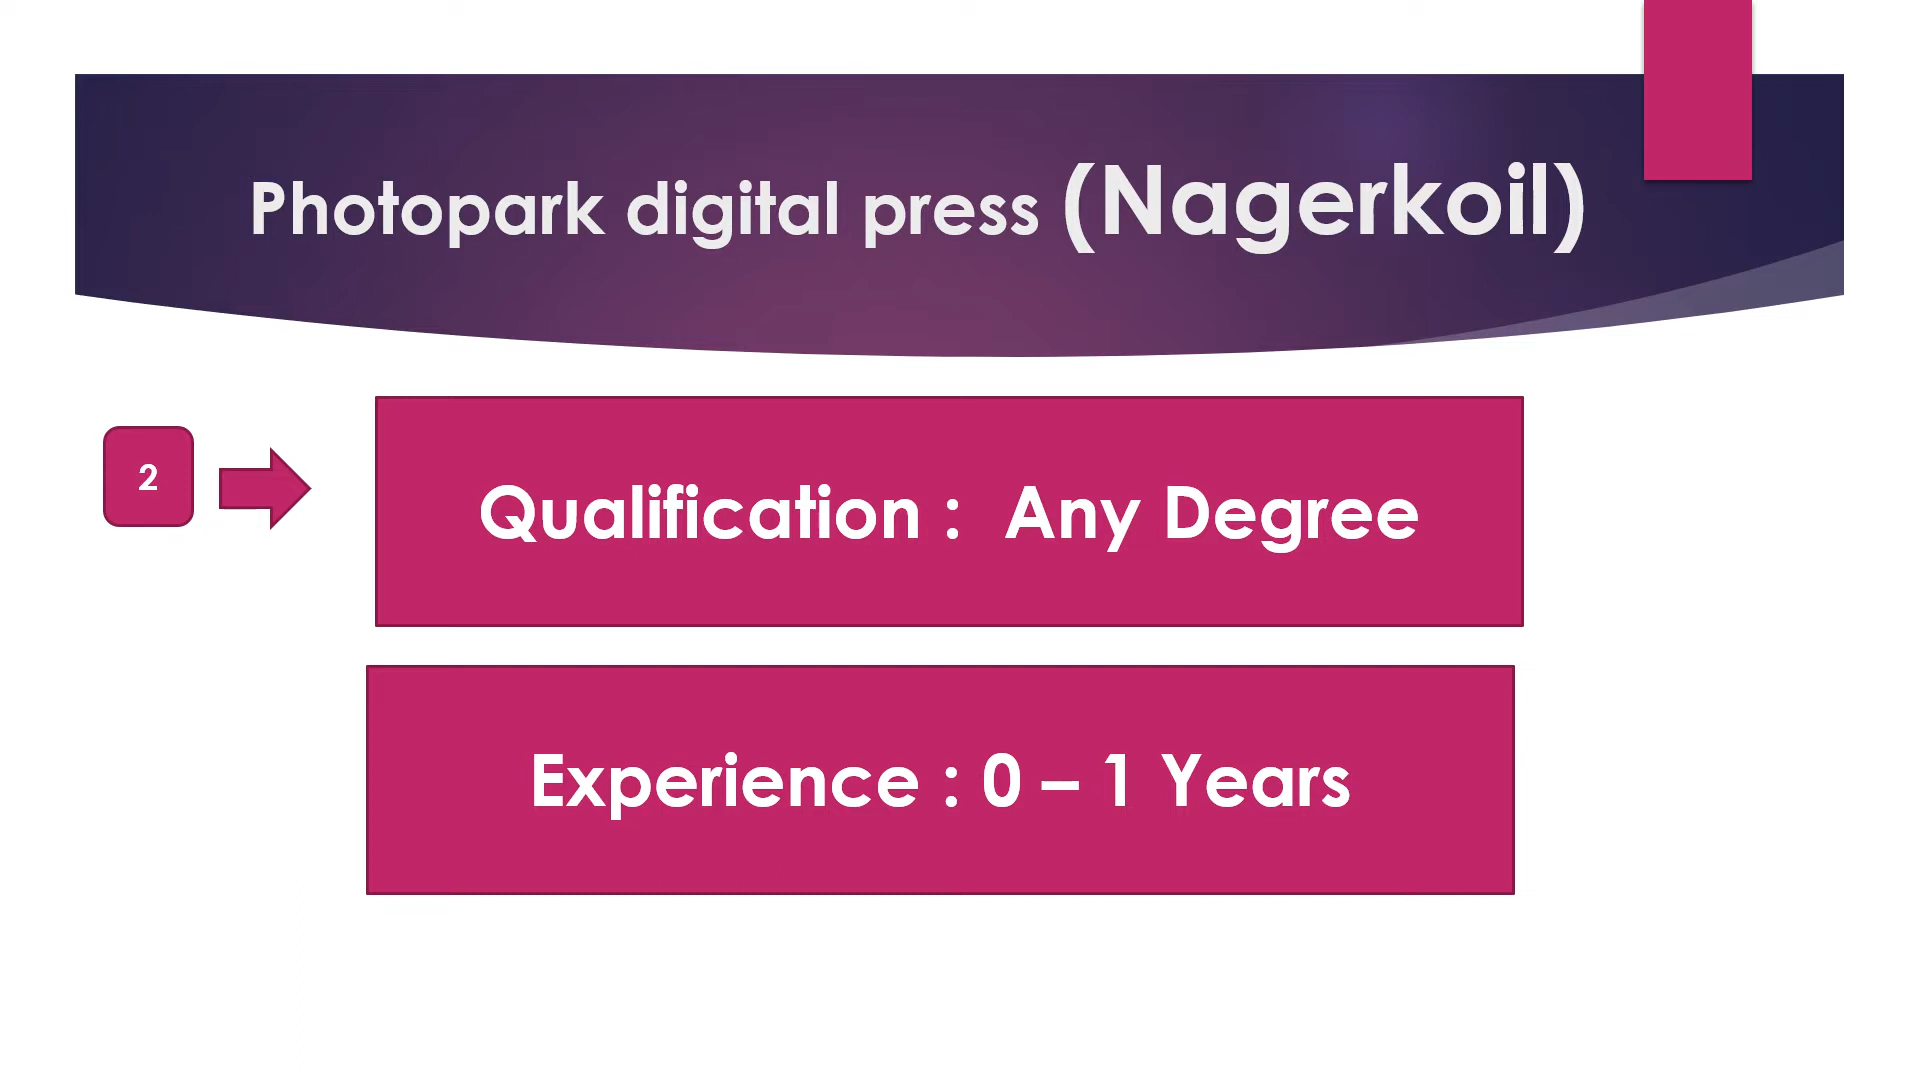 Photopark digital press (Nagerkoil)
2
Qualification : Any Degree
Experience : 0 – 1 Years